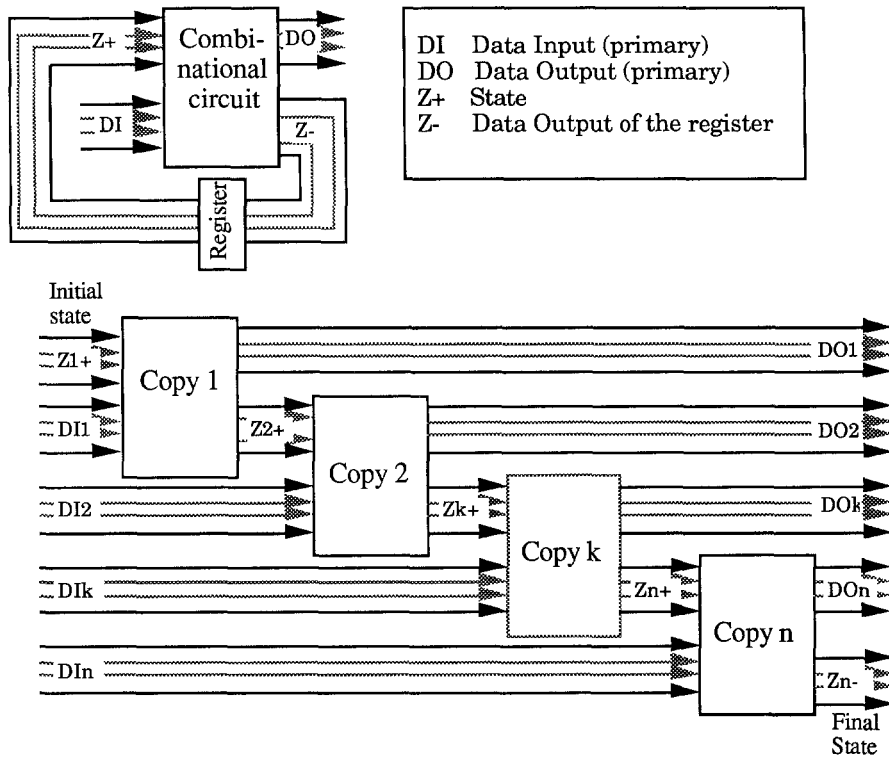 Z+
Combi-
national
circuit
DO
DI
Z-
Register
DI Data Input (primary)
DO Data Output (primary)
Z+ State
Z- Data Output of the register
Initial
state
Z1+
Copy 1
DO1
DI1
Z2+
DO2
Copy 2
DI2
Zk+
DOk
Copy k
DIk
Zn+
DOn
Copy n
DIn
Zn-
Final
State